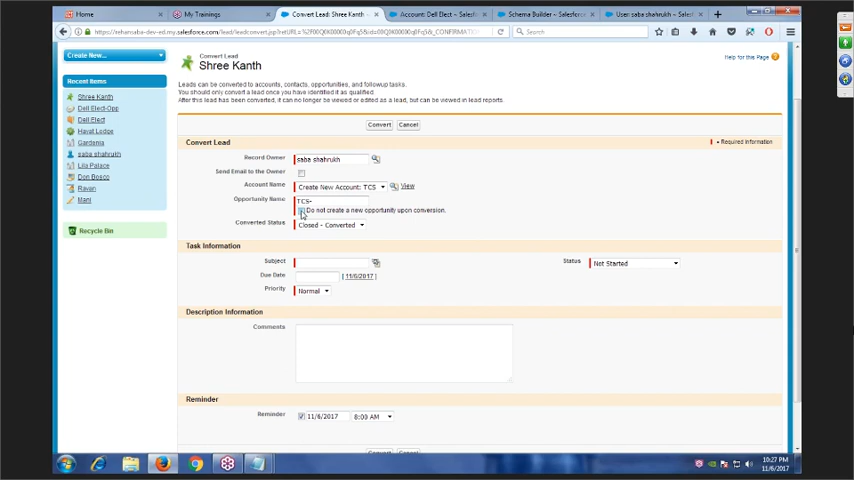 Home
My Trainings
Convert Lead: Shree Kanth
Account: Dell Elect ~ Salesf
Schema Builder ~ Salesforce
User: saba shahrukh ~ Salesf
Search
Create New...
Recent Items
Shree Kanth
Dell Elect-Opp
Dell Elect
Hayat Lodge
Gardenia
saba shahrukh
Lila Palace
Don Bosco
Ravan
Mani
Recycle Bin
Convert Lead
Shree Kanth
Help for this Page
Leads can be converted to accounts, contacts, opportunities, and followup tasks.
You should only convert a lead once you have identified it as qualified.
After this lead has been converted, it can no longer be viewed or edited as a lead, but can be viewed in lead reports.
Convert
Cancel
Convert Lead
= Required Information
Record Owner
saba shahrukh
Send Email to the Owner
Account Name
Create New Account: TCS
View
Opportunity Name
TCS-
Do not create a new opportunity upon conversion.
Converted Status
Closed - Converted
Task Information
Subject
Status
Not Started
Due Date
[ 11/6/2017 ]
Priority
Normal
Description Information
Comments
Reminder
Reminder
11/6/2017
8:00 AM
10:27 PM
11/6/2017